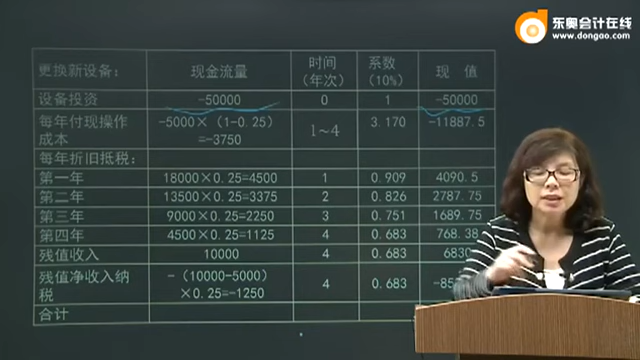 东奥会计在线
www.dongao.com
更换新设备： 现金流量 时间（年次） 系数（10%） 现 值
设备投资 -50000 0 1 -50000
每年付现操作成本 -5000×（1-0.25）=-3750 1~4 3.170 -11887.5
每年折旧抵税：
第一年 18000×0.25=4500 1 0.909 4090.5
第二年 13500×0.25=3375 2 0.826 2787.75
第三年 9000×0.25=2250 3 0.751 1689.75
第四年 4500×0.25=1125 4 0.683 768.38
残值收入 10000 4 0.683 6830
残值净收入纳税 -（10000-5000）×0.25=-1250 4 0.683
合计